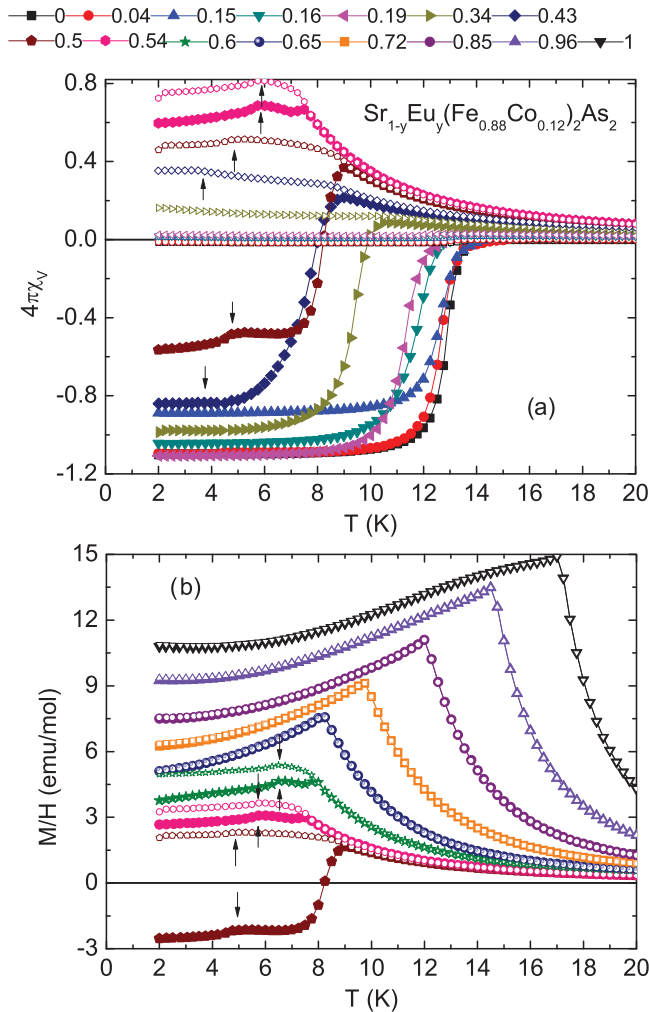 0 0.04 0.15 0.16 0.19 0.34 0.43
0.5 0.54 0.6 0.65 0.72 0.85 0.96 1
0.8
Sr1-yEuy(Fe0.88Co0.12)2As2
0.4
0.0
4πχV
-0.4
-0.8
(a)
-1.2
0 2 4 6 8 10 12 14 16 18 20
T (K)
15
(b)
12
9
M/H (emu/mol)
6
3
0
-3
0 2 4 6 8 10 12 14 16 18 20
T (K)